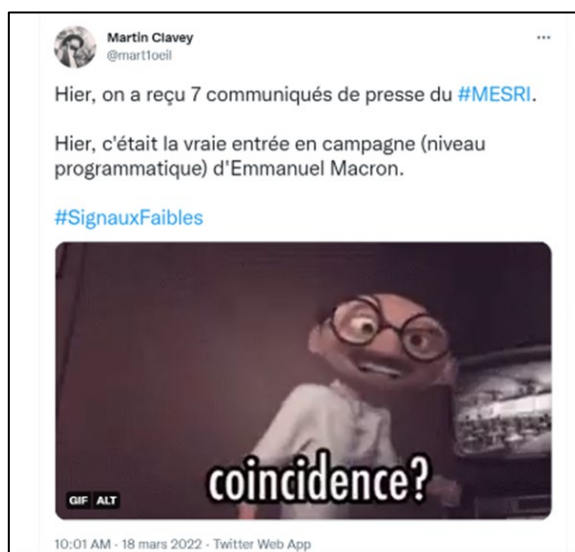 Martin Clavey
@mart1oeil
Hier, on a reçu 7 communiqués de presse du #MESRI.
Hier, c'était la vraie entrée en campagne (niveau
programmatique) d'Emmanuel Macron.
#SignauxFaibles
coincidence?
GIF ALT
10:01 AM · 18 mars 2022 · Twitter Web App